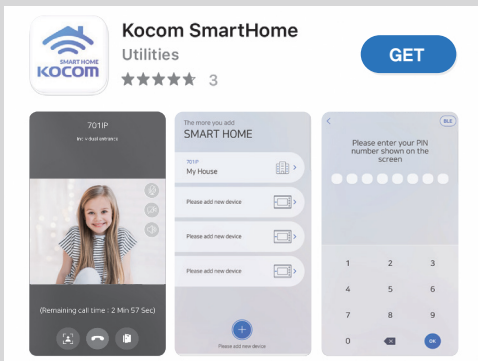 Kocom SmartHome
SMART HOME
KOCOM
Utilities
GET
3
701IP
Individual entrance
(Remaining call time : 2 Min 57 Sec)
The more you add
SMART HOME
701IP
My House
Please add new device
Please add new device
Please add new device
Please add new device
BLE
Please enter your PIN
number shown on the
screen
1 2 3
4 5 6
7 8 9
0 OK